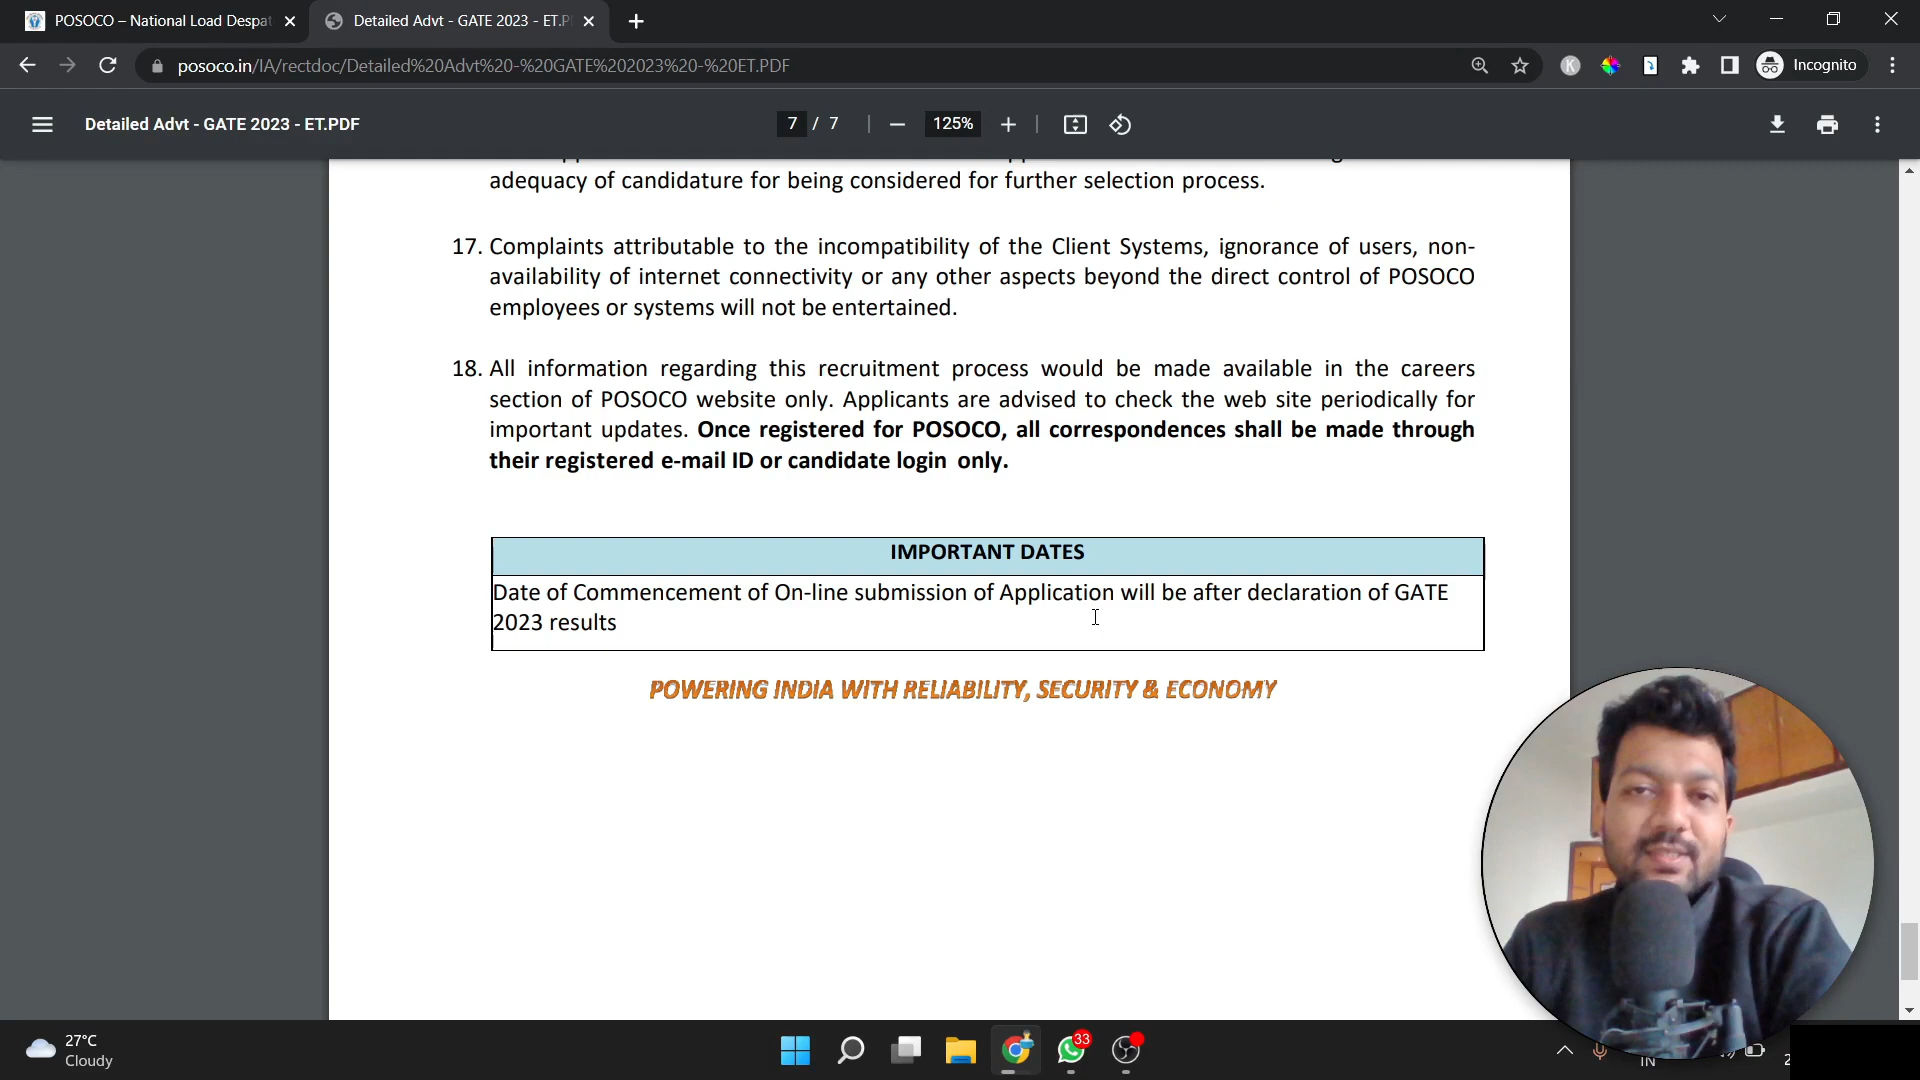 POSOCO – National Load Despat
Detailed Advt - GATE 2023 - ET.P
posoco.in/IA/rectdoc/Detailed%20Advt%20-%20GATE%202023%20-%20ET.PDF
Incognito
Detailed Advt - GATE 2023 - ET.PDF
7 / 7
125%
adequacy of candidature for being considered for further selection process.
17. Complaints attributable to the incompatibility of the Client Systems, ignorance of users, non-
availability of internet connectivity or any other aspects beyond the direct control of POSOCO
employees or systems will not be entertained.
18. All information regarding this recruitment process would be made available in the careers
section of POSOCO website only. Applicants are advised to check the web site periodically for
important updates. Once registered for POSOCO, all correspondences shall be made through
their registered e-mail ID or candidate login only.
IMPORTANT DATES
Date of Commencement of On-line submission of Application will be after declaration of GATE
2023 results
POWERING INDIA WITH RELIABILITY, SECURITY & ECONOMY
27°C
Cloudy
33
IN